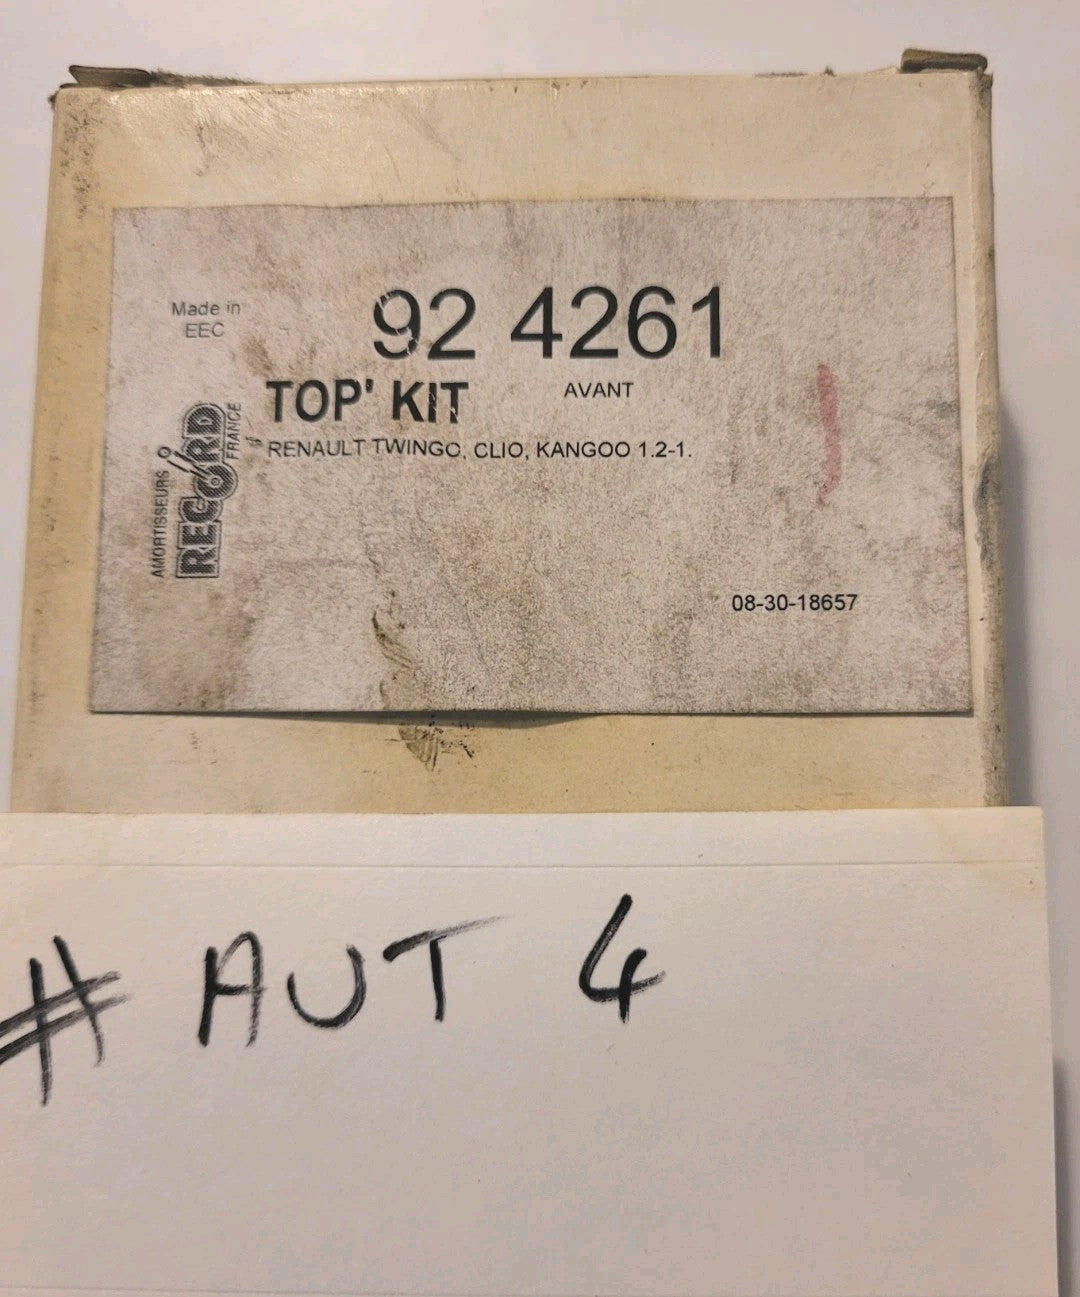 Made in
EEC
92 4261
TOP' KIT
AVANT
RENAULT TWINGO, CLIO, KANGOO 1.2-1.
AMORTISSEURS
RECORD
FRANCE
08-30-18657
# AUT 4